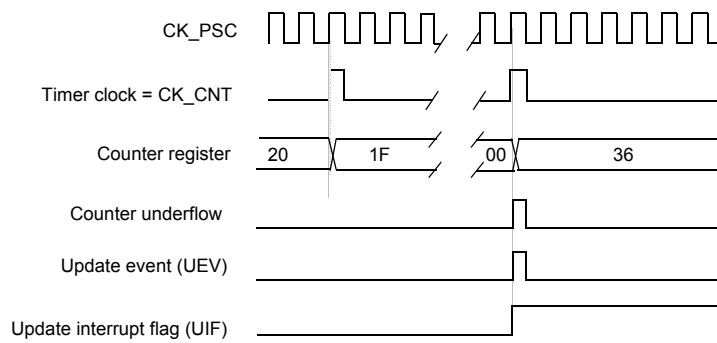 CK_PSC
Timer clock = CK_CNT
Counter register 20 1F 00 36
Counter underflow
Update event (UEV)
Update interrupt flag (UIF)